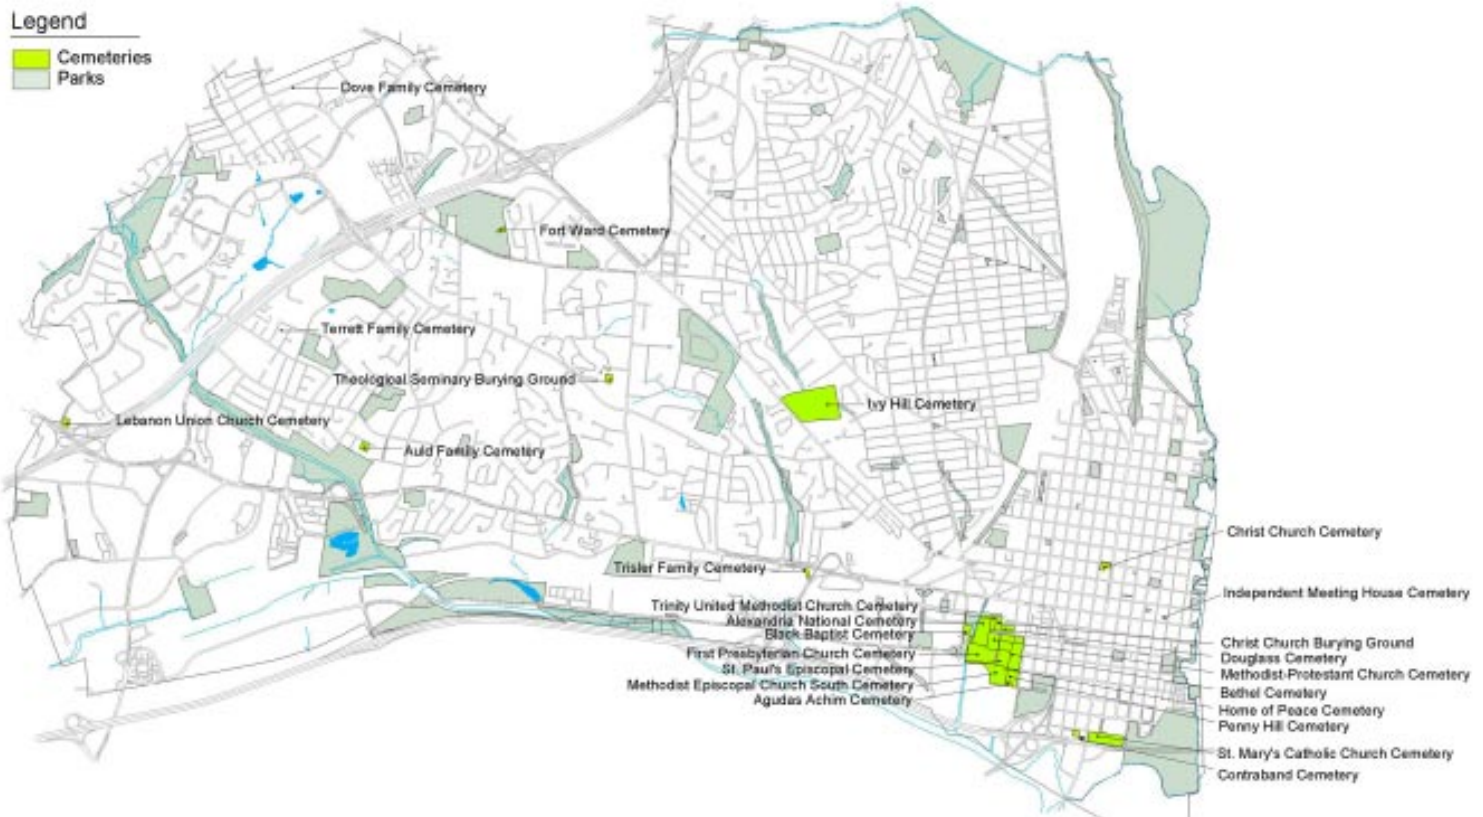 Legend
Cemeteries
Parks
Dove Family Cemetery
Fort Ward Cemetery
Terrett Family Cemetery
Theological Seminary Burying Ground
Ivy Hill Cemetery
Lebanon Union Church Cemetery
Auld Family Cemetery
Christ Church Cemetery
Trisler Family Cemetery
Independent Meeting House Cemetery
Trinity United Methodist Church Cemetery
Alexandria National Cemetery
Black Baptist Cemetery
First Presbyterian Church Cemetery
St. Paul's Episcopal Cemetery
Methodist Episcopal Church South Cemetery
Agudas Achim Cemetery
Christ Church Burying Ground
Douglass Cemetery
Methodist-Protestant Church Cemetery
Bethel Cemetery
Home of Peace Cemetery
Penny Hill Cemetery
St. Mary's Catholic Church Cemetery
Contraband Cemetery